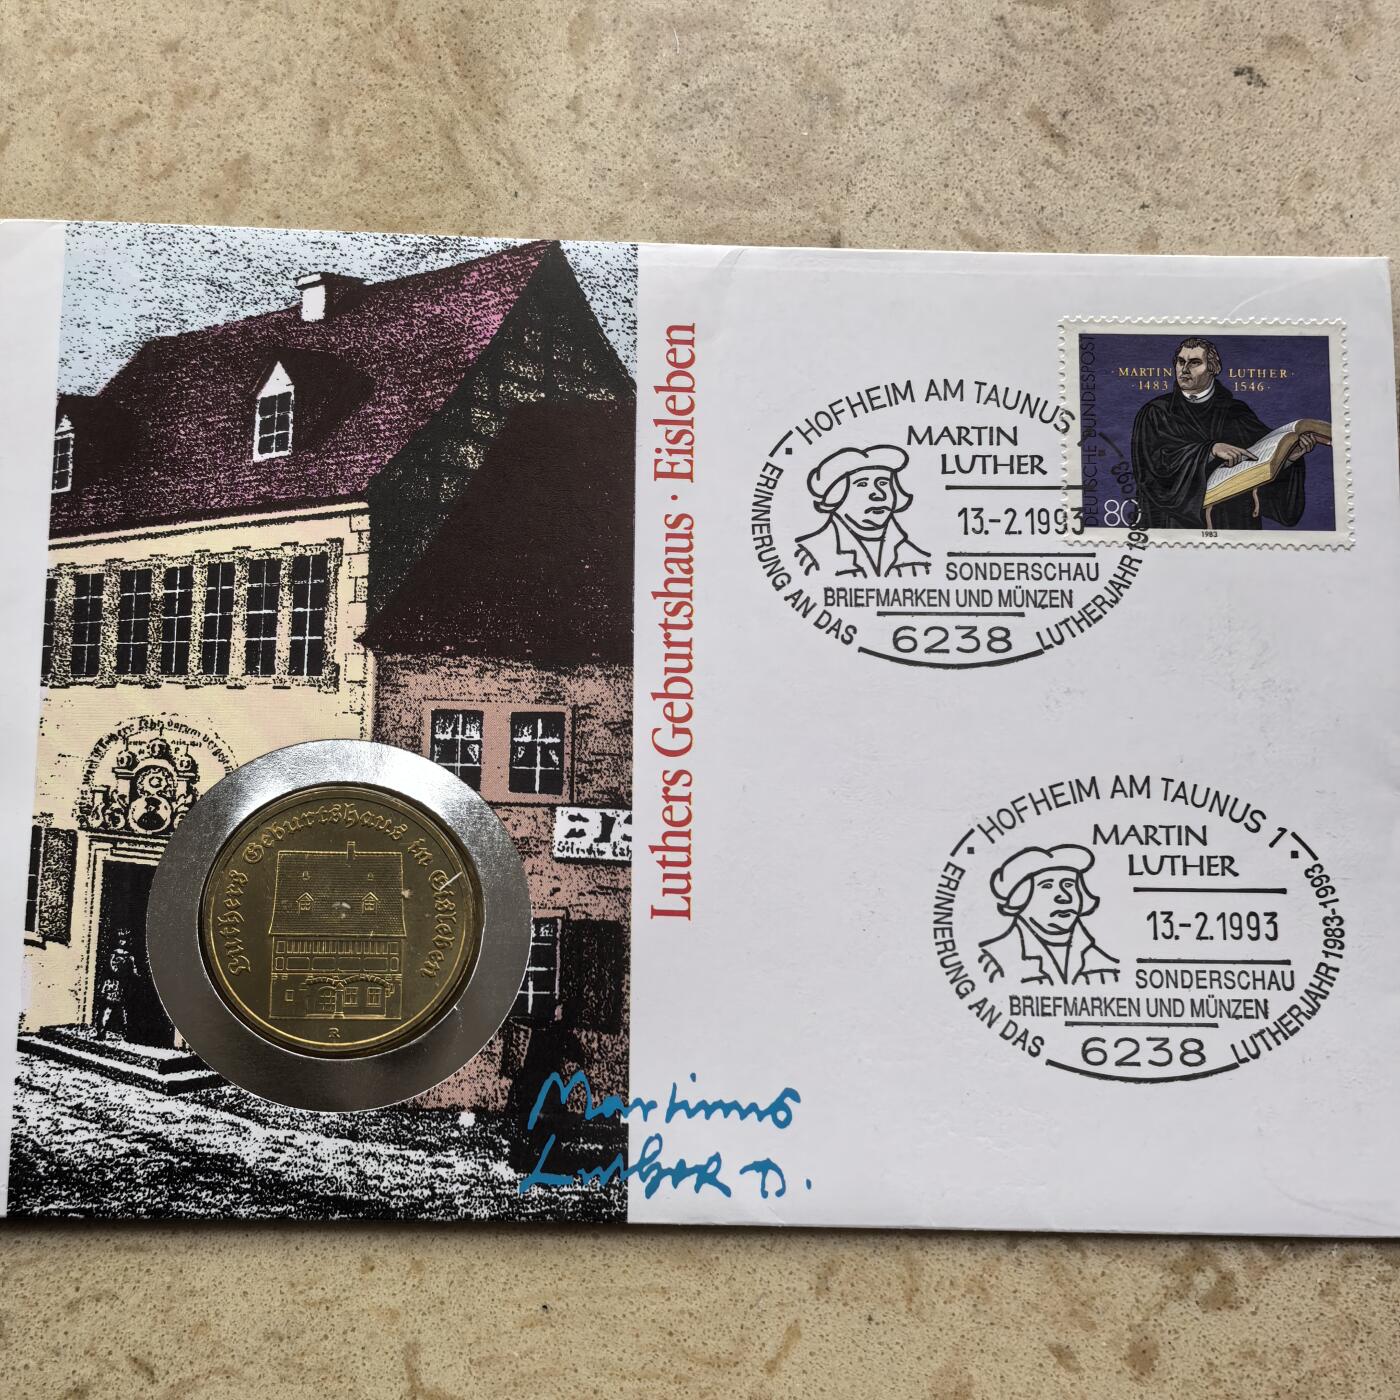 Luthers Geburtshaus · Eisleben
Luthers Geburtshaus in Eisleben
R
Martinus
Luther D.
DEUTSCHE BUNDESPOST
MARTIN LUTHER
1483 1546
80
1983
HOFHEIM AM TAUNUS
MARTIN
LUTHER
13.-2.1993
SONDERSCHAU
BRIEFMARKEN UND MÜNZEN
6238
ERINNERUNG AN DAS LUTHERJAHR
HOFHEIM AM TAUNUS 1
MARTIN
LUTHER
13.-2.1993
SONDERSCHAU
BRIEFMARKEN UND MÜNZEN
6238
ERINNERUNG AN DAS LUTHERJAHR 1983-1993